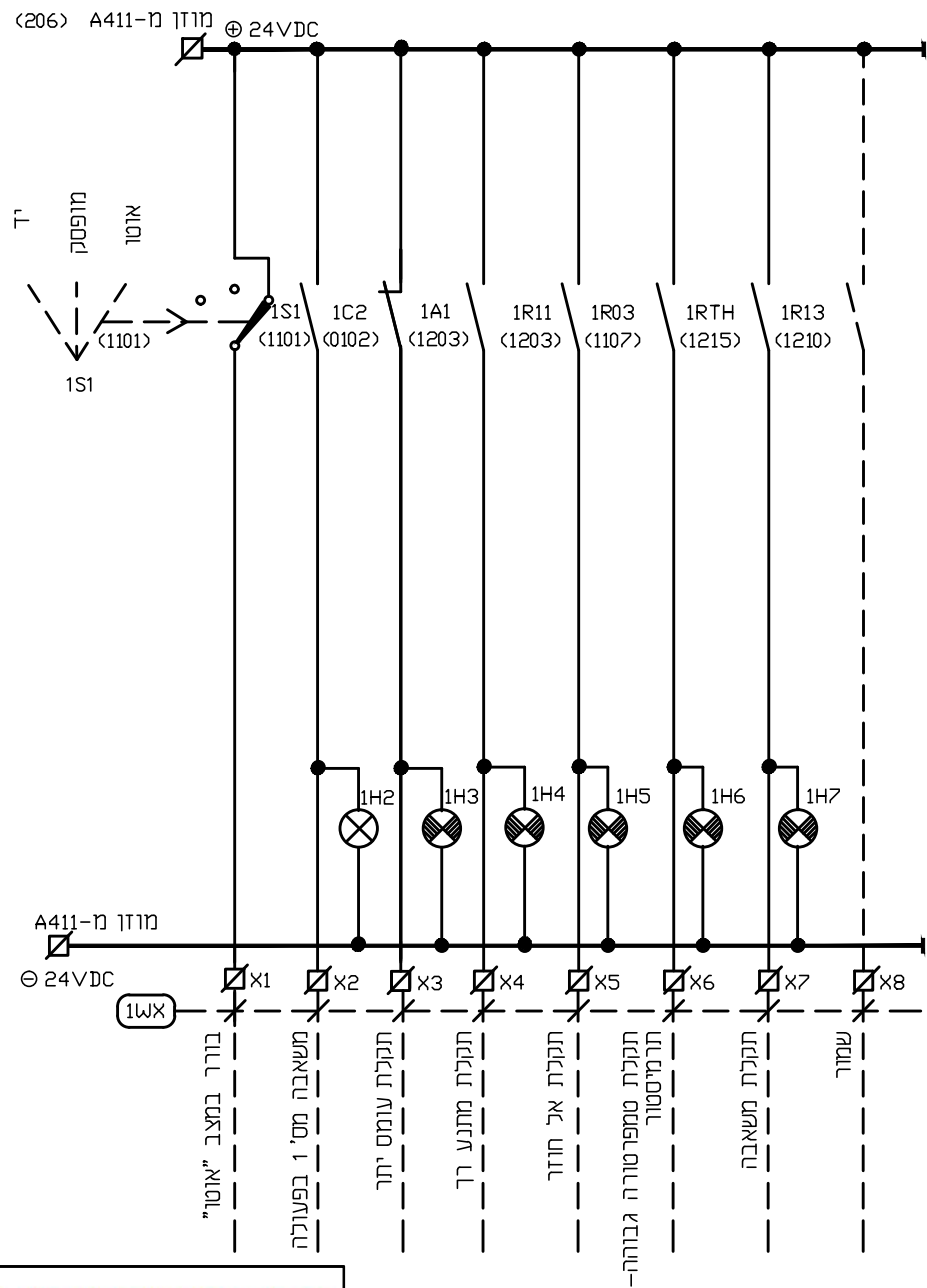 (206) מוזן מ-A411
⊕ 24VDC
יד
מופסק
אוטו
1S1
(1101)
1S1
(1101)
1C2
(0102)
1A1
(1203)
1R11
(1203)
1R03
(1107)
1RTH
(1215)
1R13
(1210)
1H2
1H3
1H4
1H5
1H6
1H7
מוזן מ-A411
⊖ 24VDC
X1
X2
X3
X4
X5
X6
X7
X8
1WX
בורר במצב "אוטו"
משאבה מס' 1 בפעולה
תקלת עומס יתר
תקלת מתנע רך
תקלת אל חוזר
תקלת טמפרטורה גבוהה-
תרמיסטור
תקלת משאבה
שמור